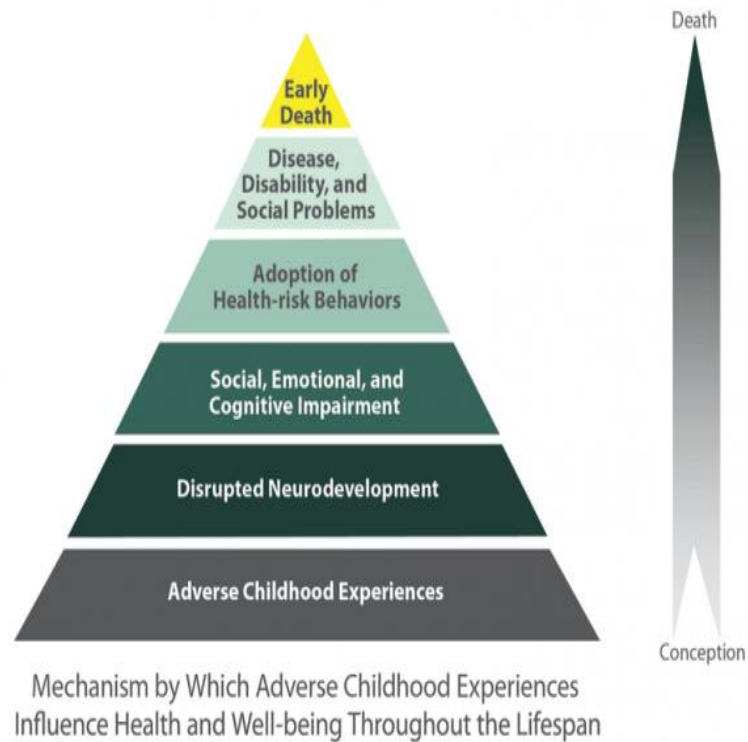 Death
Early
Death
Disease,
Disability, and
Social Problems
Adoption of
Health-risk Behaviors
Social, Emotional, and
Cognitive Impairment
Disrupted Neurodevelopment
Adverse Childhood Experiences
Conception
Mechanism by Which Adverse Childhood Experiences
Influence Health and Well-being Throughout the Lifespan